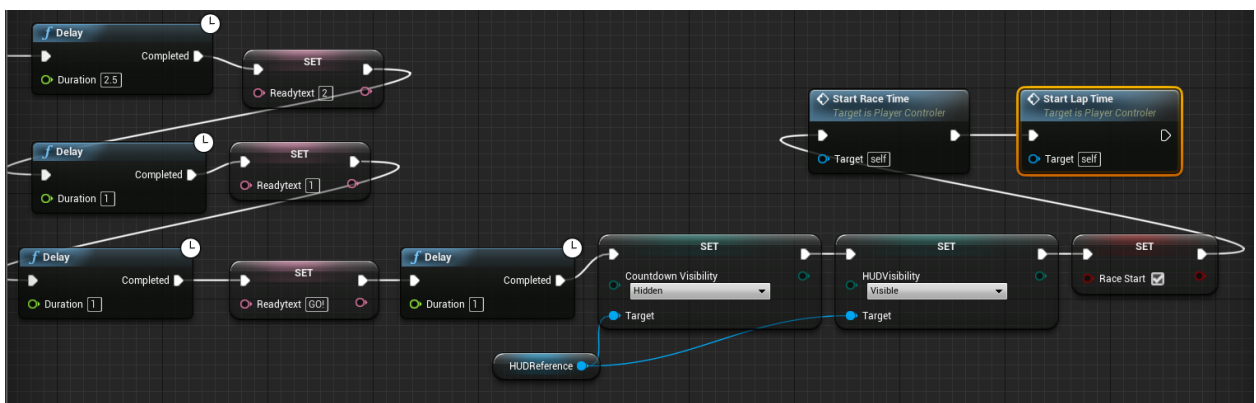 Delay
Completed
Duration 2.5
SET
Readytext 2
Delay
Completed
Duration 1
SET
Readytext 1
Delay
Completed
Duration 1
SET
Readytext GO!
Delay
Completed
Duration 1
SET
Countdown Visibility
Hidden
Target
SET
HUDVisibility
Visible
Target
SET
Race Start
HUDReference
Start Race Time
Target is Player Controler
Target self
Start Lap Time
Target is Player Controler
Target self